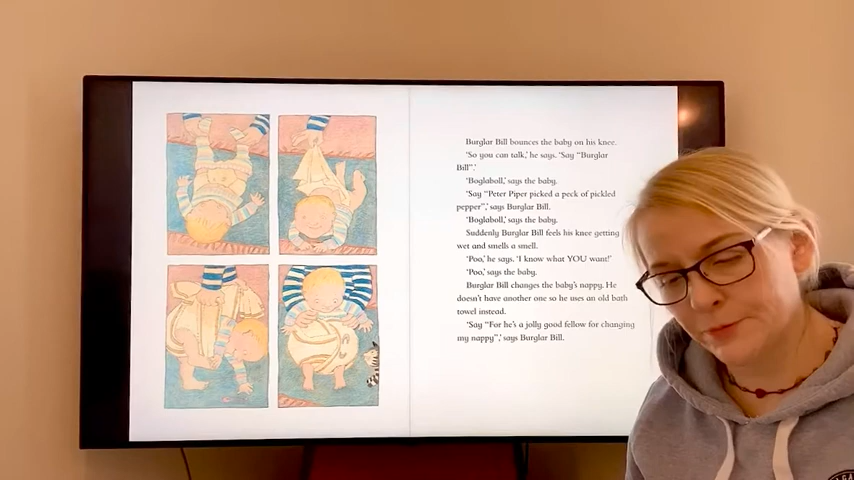 Burglar Bill bounces the baby on his knee.
'So you can talk,' he says. 'Say "Burglar
Bill".'
'Boglaboll,' says the baby.
'Say "Peter Piper picked a peck of pickled
pepper",' says Burglar Bill.
'Boglaboll,' says the baby.
Suddenly Burglar Bill feels his knee getting
wet and smells a smell.
'Poo,' he says. 'I know what YOU want!'
'Poo,' says the baby.
Burglar Bill changes the baby's nappy. He
doesn't have another one so he uses an old bath
towel instead.
'Say "For he's a jolly good fellow for changing
my nappy",' says Burglar Bill.